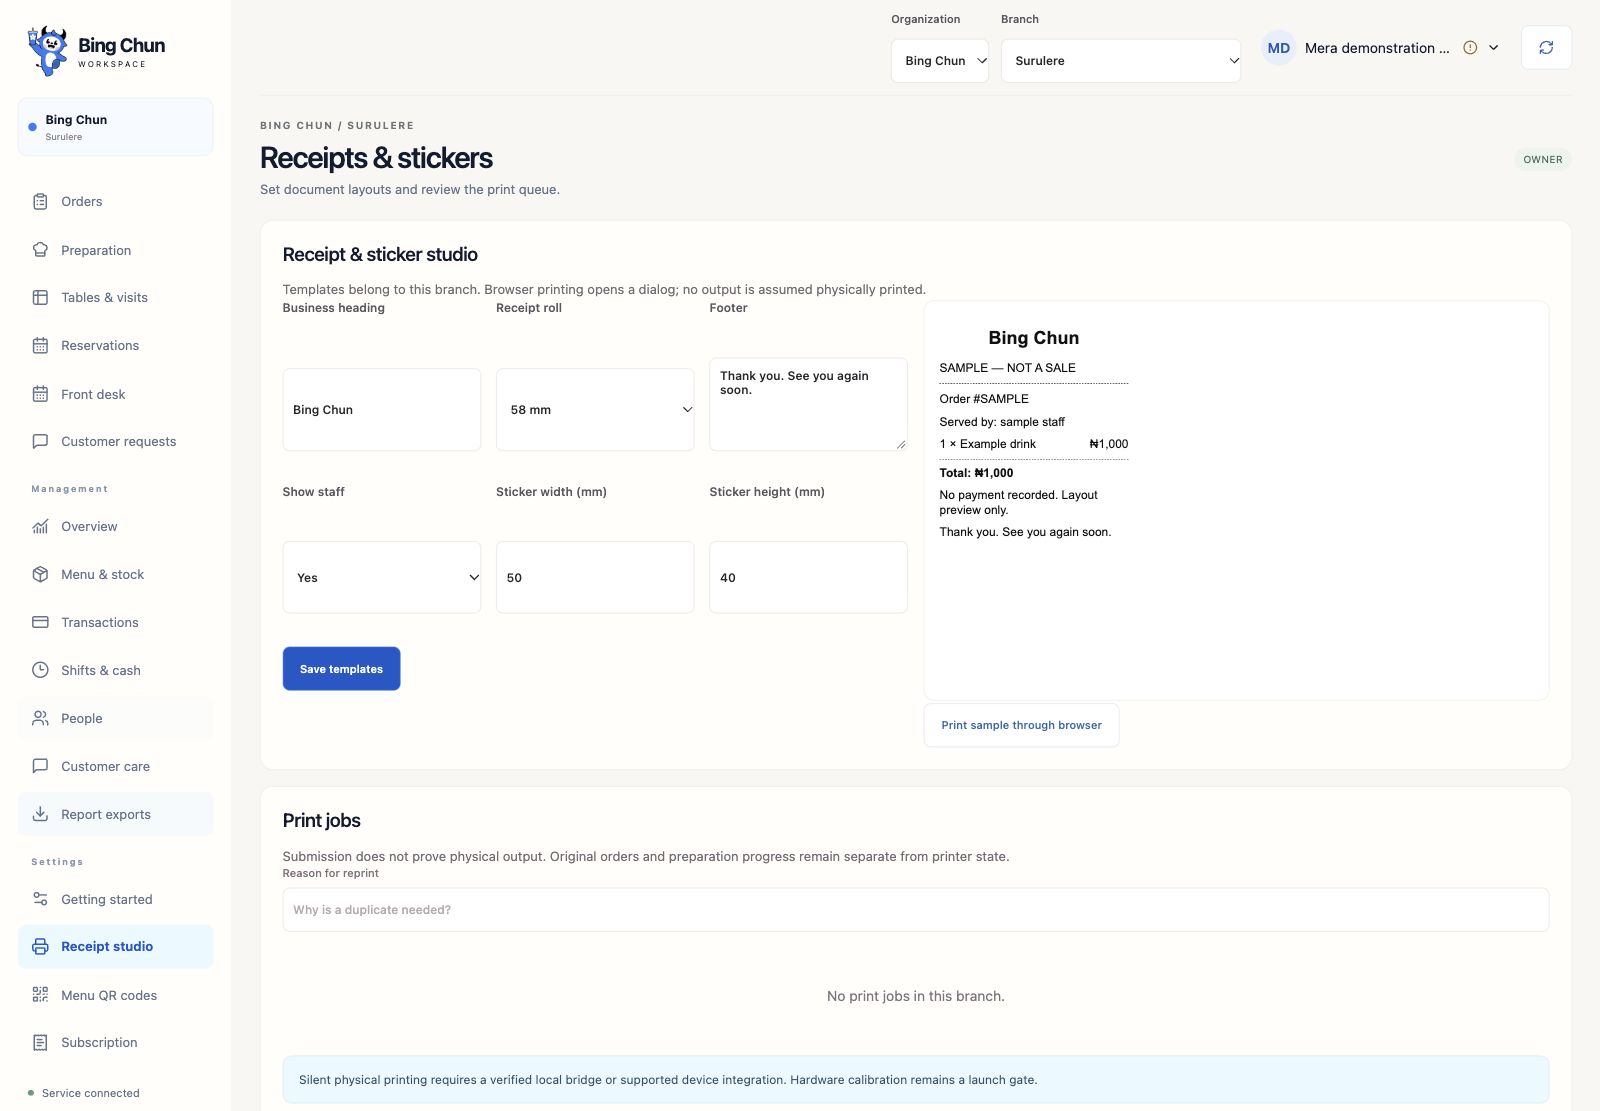 Bing Chun
WORKSPACE
Bing Chun
Surulere
Orders
Preparation
Tables & visits
Reservations
Front desk
Customer requests
Management
Overview
Menu & stock
Transactions
Shifts & cash
People
Customer care
Report exports
Settings
Getting started
Receipt studio
Menu QR codes
Subscription
Service connected
Organization
Branch
Bing Chun
Surulere
MD
Mera demonstration ...
BING CHUN / SURULERE
Receipts & stickers
OWNER
Set document layouts and review the print queue.
Receipt & sticker studio
Templates belong to this branch. Browser printing opens a dialog; no output is assumed physically printed.
Business heading
Receipt roll
Footer
Bing Chun
58 mm
Thank you. See you again
soon.
Show staff
Sticker width (mm)
Sticker height (mm)
Yes
50
40
Save templates
Bing Chun
SAMPLE — NOT A SALE
Order #SAMPLE
Served by: sample staff
1 × Example drink ₦1,000
Total: ₦1,000
No payment recorded. Layout
preview only.
Thank you. See you again soon.
Print sample through browser
Print jobs
Submission does not prove physical output. Original orders and preparation progress remain separate from printer state.
Reason for reprint
Why is a duplicate needed?
No print jobs in this branch.
Silent physical printing requires a verified local bridge or supported device integration. Hardware calibration remains a launch gate.